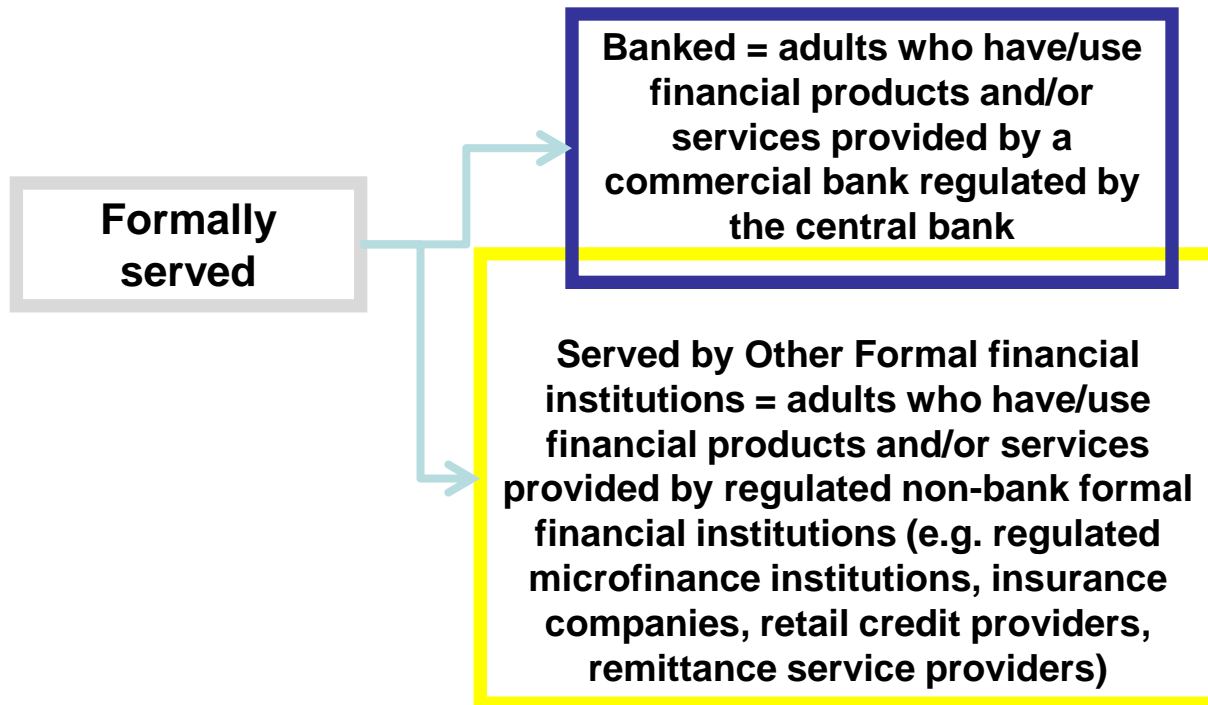 Banked = adults who have/use
financial products and/or
services provided by a
commercial bank regulated by
the central bank
Formally
served
Served by Other Formal financial
institutions = adults who have/use
financial products and/or services
provided by regulated non-bank formal
financial institutions (e.g. regulated
microfinance institutions, insurance
companies, retail credit providers,
remittance service providers)